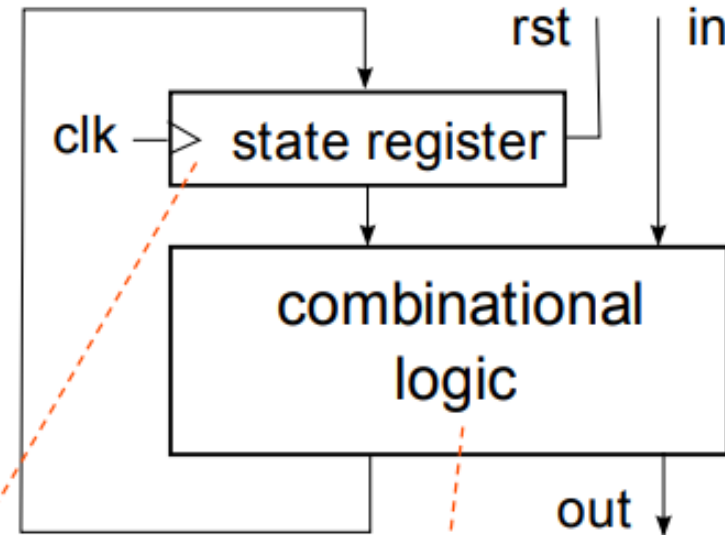 rst
in
clk
state register
combinational
logic
out